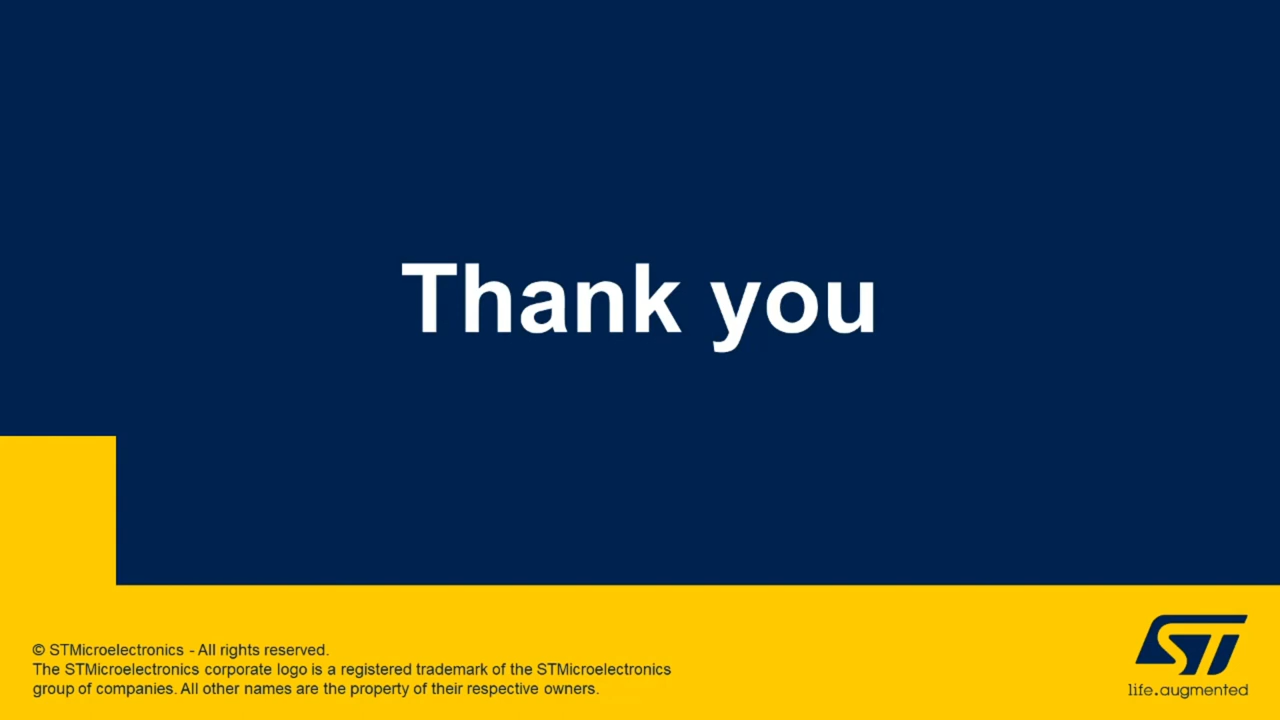 Thank you
© STMicroelectronics - All rights reserved.
The STMicroelectronics corporate logo is a registered trademark of the STMicroelectronics
group of companies. All other names are the property of their respective owners.
ST
life.augmented